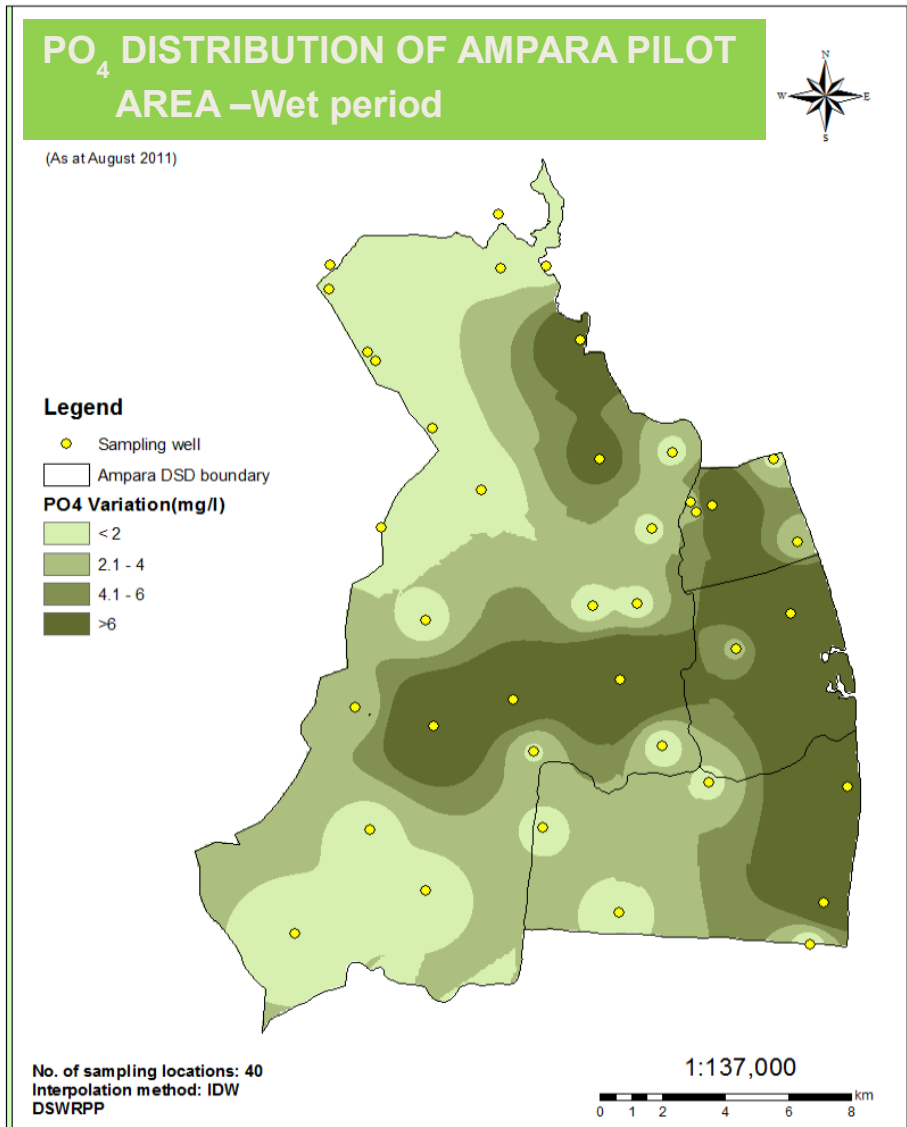 PO4 DISTRIBUTION OF AMPARA PILOT
AREA –Wet period
N
W E
S
(As at August 2011)
Legend
Sampling well
Ampara DSD boundary
PO4 Variation(mg/l)
< 2
2.1 - 4
4.1 - 6
>6
No. of sampling locations: 40
Interpolation method: IDW
DSWRPP
1:137,000
km
0 1 2 4 6 8